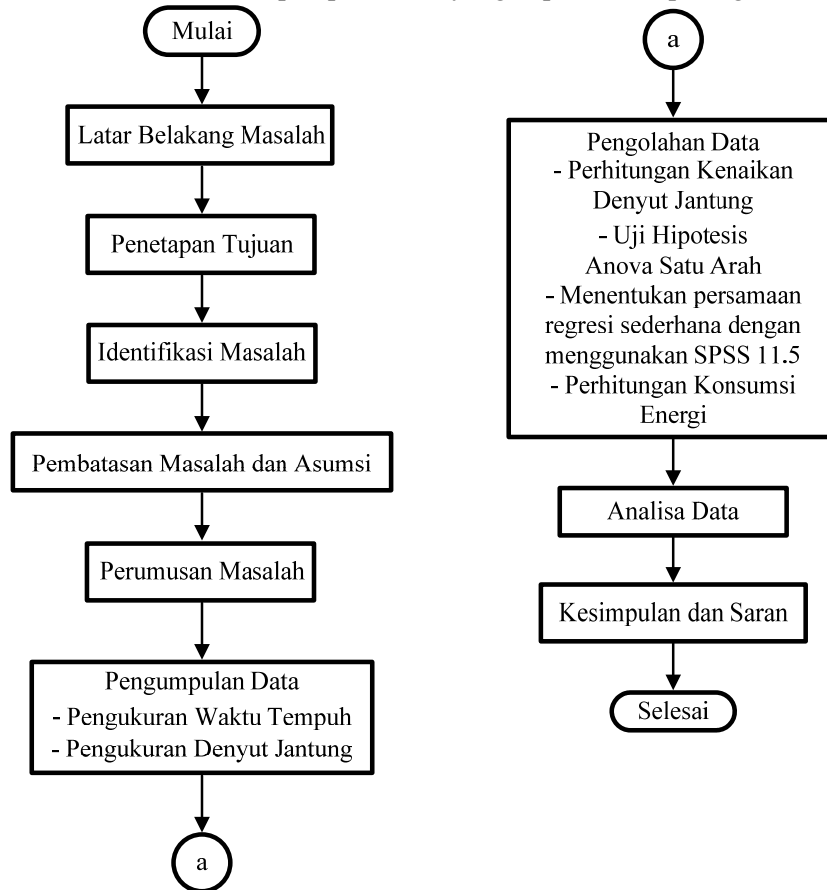 Mulai
Latar Belakang Masalah
Penetapan Tujuan
Identifikasi Masalah
Pembatasan Masalah dan Asumsi
Perumusan Masalah
Pengumpulan Data
- Pengukuran Waktu Tempuh
- Pengukuran Denyut Jantung
a
a
Pengolahan Data
- Perhitungan Kenaikan
Denyut Jantung
- Uji Hipotesis
Anova Satu Arah
- Menentukan persamaan
regresi sederhana dengan
menggunakan SPSS 11.5
- Perhitungan Konsumsi
Energi
Analisa Data
Kesimpulan dan Saran
Selesai